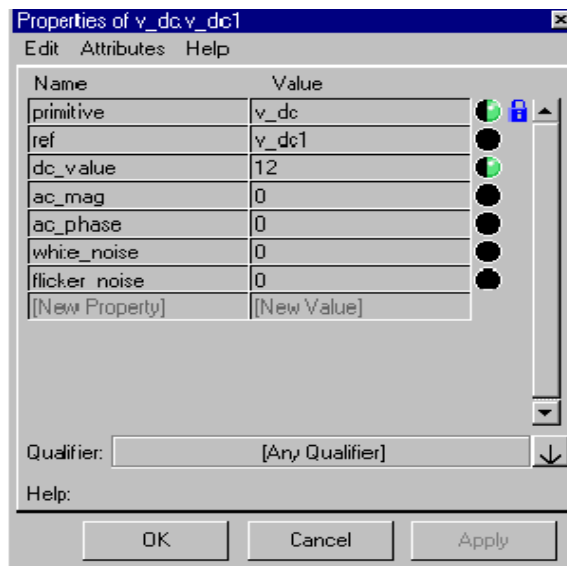 Properties of v_dc.v_dc1
Edit Attributes Help
Name Value
primitive v_dc
ref v_dc1
dc_value 12
ac_mag 0
ac_phase 0
white_noise 0
flicker_noise 0
[New Property] [New Value]
Qualifier: [Any Qualifier]
Help:
OK Cancel Apply